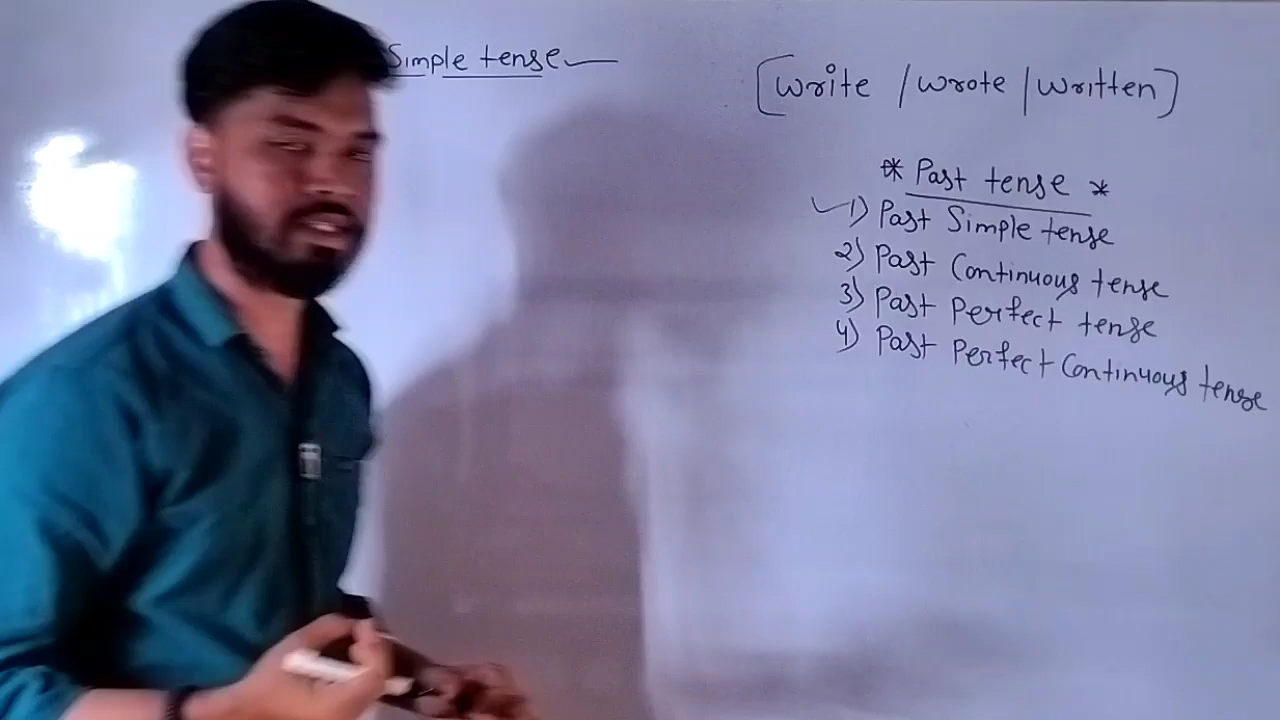 Simple tense
[write / wrote / written]
* Past tense *
1) Past Simple tense
2) Past Continuous tense
3) Past Perfect tense
4) Past Perfect Continuous tense